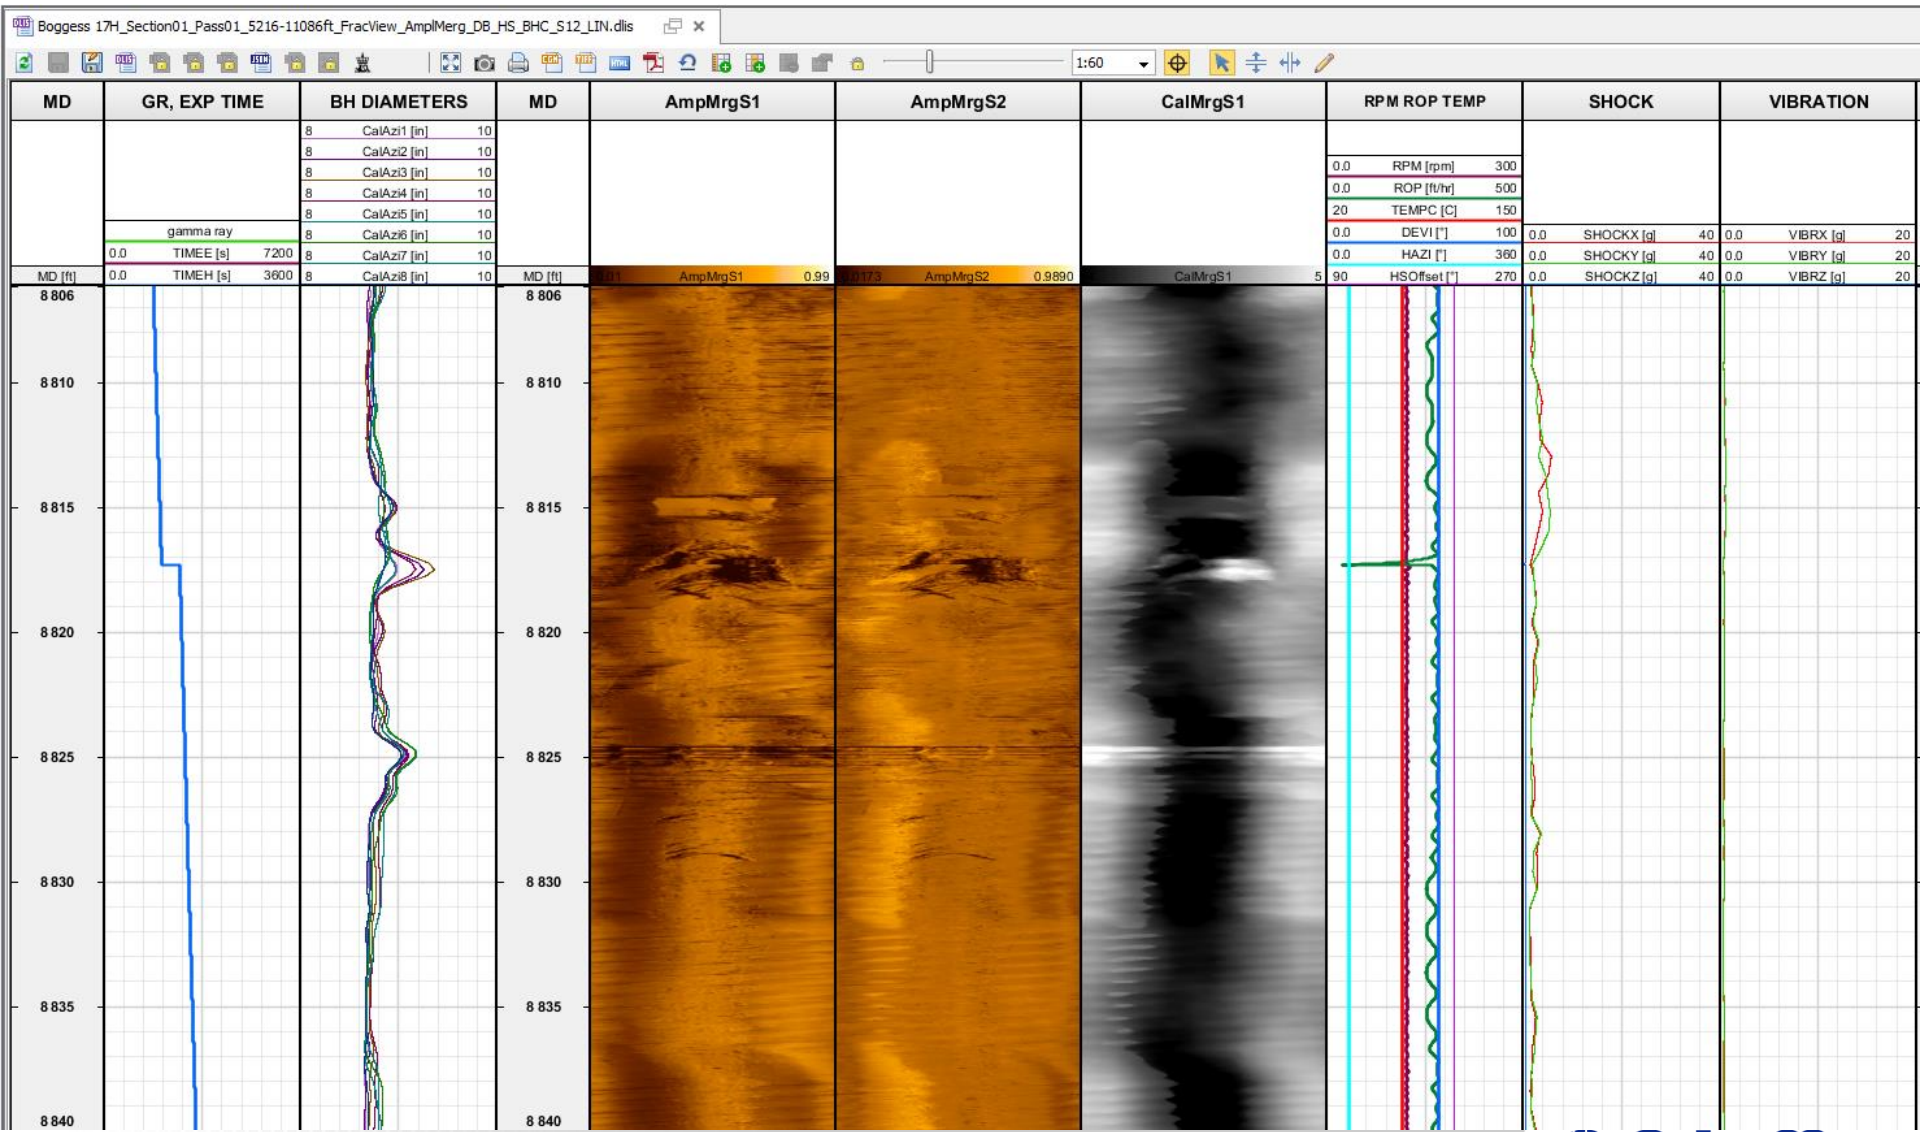 Boggess 17H_Section01_Pass01_5216-11086ft_FracView_AmplMerg_DB_HS_BHC_S12_LIN.dlis
1:60
MD GR, EXP TIME BH DIAMETERS MD AmpMrgS1 AmpMrgS2 CalMrgS1 RPM ROP TEMP SHOCK VIBRATION
8 CalAzi1 [in] 10
8 CalAzi2 [in] 10
8 CalAzi3 [in] 10
8 CalAzi4 [in] 10
8 CalAzi5 [in] 10
8 CalAzi6 [in] 10
8 CalAzi7 [in] 10
8 CalAzi8 [in] 10
gamma ray
0.0 TIMEE [s] 7200
0.0 TIMEH [s] 3600
0.0 RPM [rpm] 300
0.0 ROP [ft/hr] 500
20 TEMPC [C] 150
0.0 DEVI [°] 100
0.0 HAZI [°] 360
90 HSOffset [°] 270
0.0 SHOCKX [g] 40
0.0 SHOCKY [g] 40
0.0 SHOCKZ [g] 40
0.0 VIBRX [g] 20
0.0 VIBRY [g] 20
0.0 VIBRZ [g] 20
MD [ft] MD [ft]
0.01 AmpMrgS1 0.99
0.0173 AmpMrgS2 0.9890
CalMrgS1 5
8 806 8 806
8 810 8 810
8 815 8 815
8 820 8 820
8 825 8 825
8 830 8 830
8 835 8 835
8 840 8 840